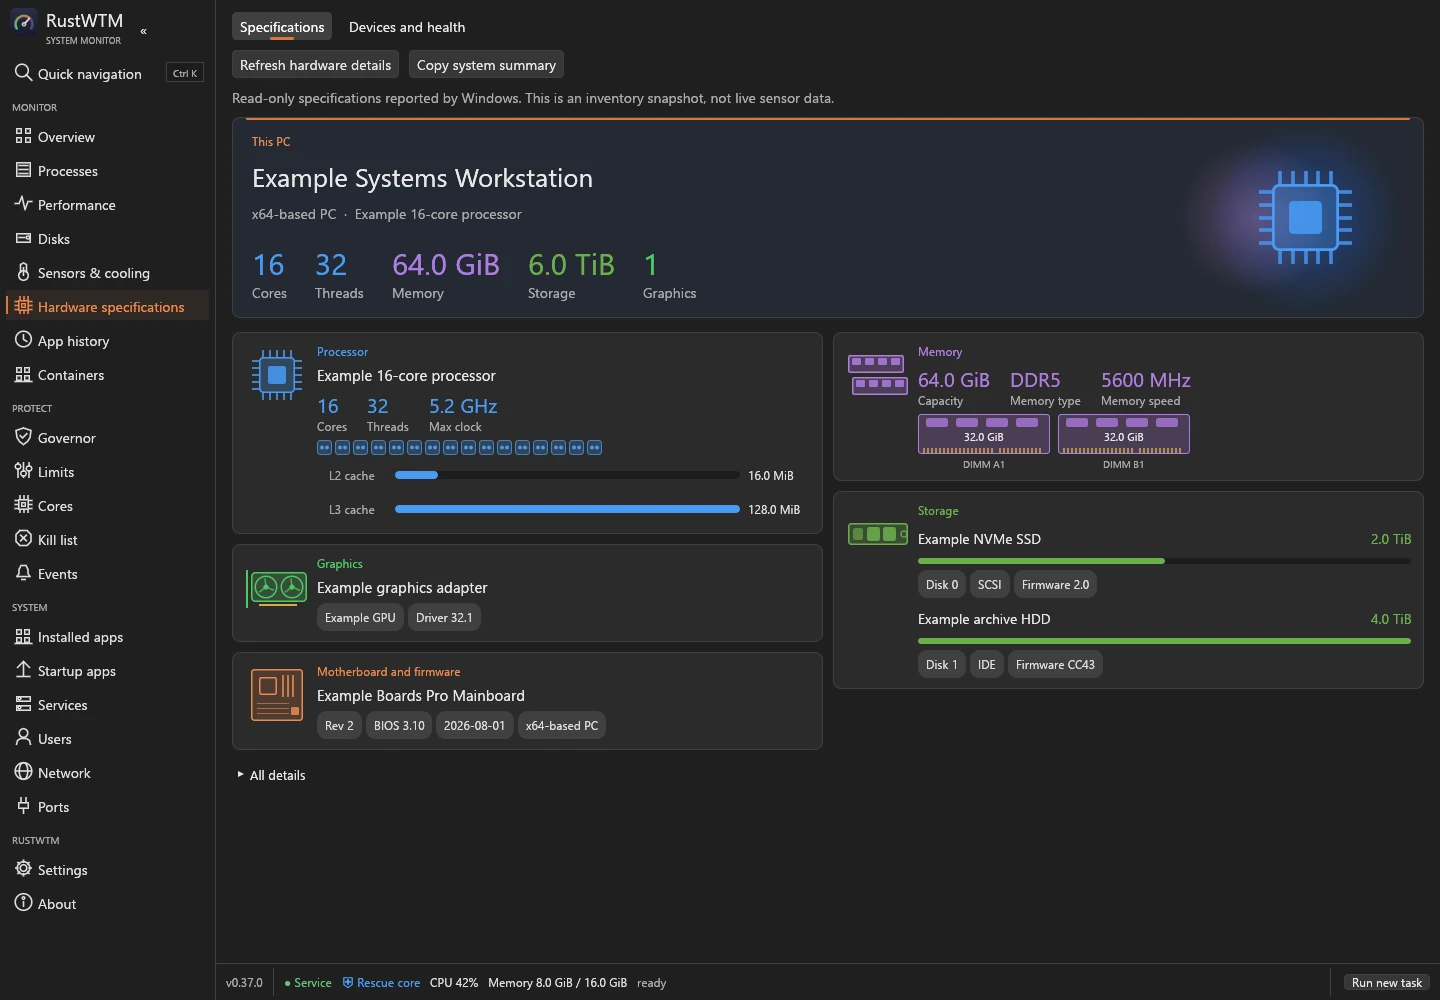 RustWTM
SYSTEM MONITOR
«
Quick navigation
Ctrl K
MONITOR
Overview
Processes
Performance
Disks
Sensors & cooling
Hardware specifications
App history
Containers
PROTECT
Governor
Limits
Cores
Kill list
Events
SYSTEM
Installed apps
Startup apps
Services
Users
Network
Ports
RUSTWTM
Settings
About
Specifications
Devices and health
Refresh hardware details
Copy system summary
Read-only specifications reported by Windows. This is an inventory snapshot, not live sensor data.
This PC
Example Systems Workstation
x64-based PC · Example 16-core processor
16 32 64.0 GiB 6.0 TiB 1
Cores Threads Memory Storage Graphics
Processor
Example 16-core processor
16 32 5.2 GHz
Cores Threads Max clock
L2 cache 16.0 MiB
L3 cache 128.0 MiB
Graphics
Example graphics adapter
Example GPU Driver 32.1
Motherboard and firmware
Example Boards Pro Mainboard
Rev 2 BIOS 3.10 2026-08-01 x64-based PC
All details
Memory
64.0 GiB DDR5 5600 MHz
Capacity Memory type Memory speed
32.0 GiB 32.0 GiB
DIMM A1 DIMM B1
Storage
Example NVMe SSD 2.0 TiB
Disk 0 SCSI Firmware 2.0
Example archive HDD 4.0 TiB
Disk 1 IDE Firmware CC43
v0.37.0 Service Rescue core CPU 42% Memory 8.0 GiB / 16.0 GiB ready Run new task